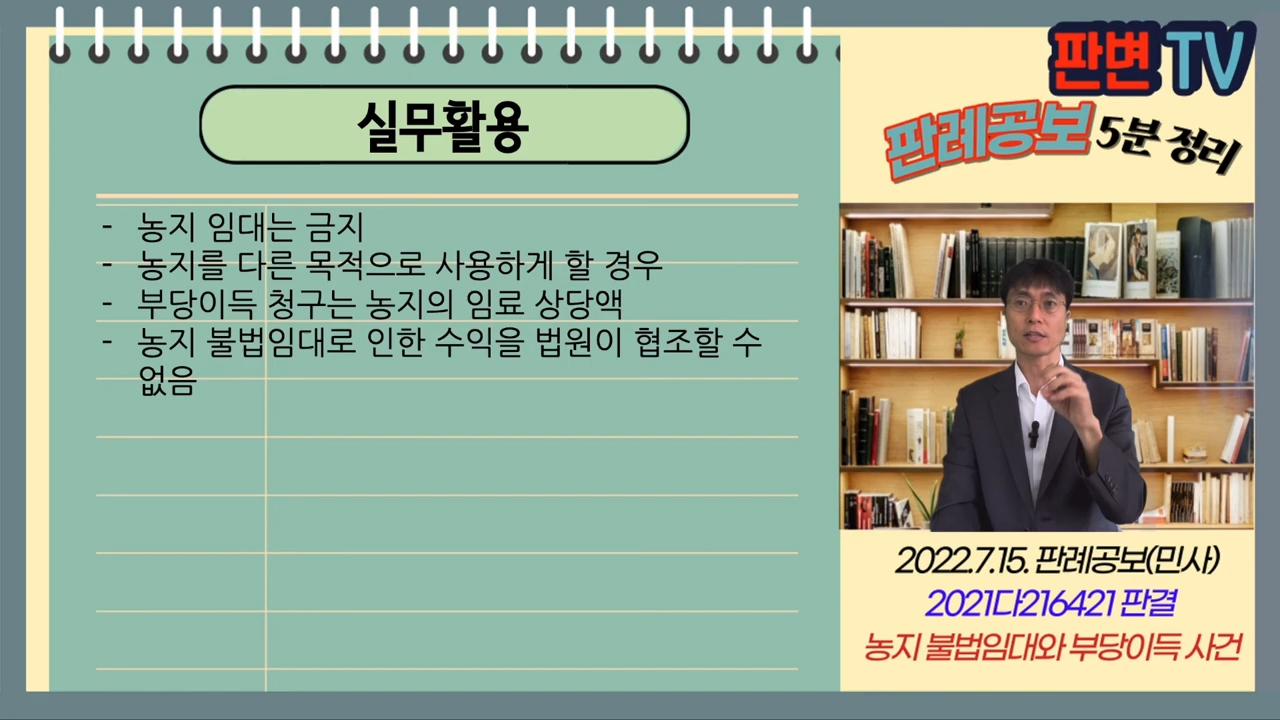 실무활용
- 농지 임대는 금지
- 농지를 다른 목적으로 사용하게 할 경우
- 부당이득 청구는 농지의 임료 상당액
- 농지 불법임대로 인한 수익을 법원이 협조할 수
없음
판변 TV
판례공보 5분 정리
2022.7.15. 판례공보(민사)
2021다216421 판결
농지 불법임대와 부당이득 사건